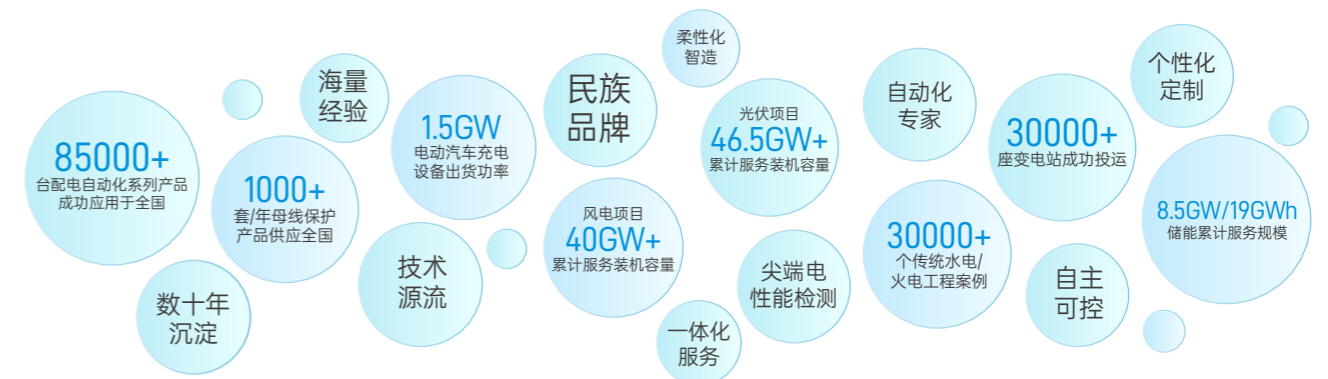 85000+
台配电自动化系列产品
成功应用于全国
数十年
沉淀
1000+
套/年母线保护
产品供应全国
海量
经验
1.5GW
电动汽车充电
设备出货功率
技术
源流
民族
品牌
风电项目
40GW+
累计服务装机容量
柔性化
智造
光伏项目
46.5GW+
累计服务装机容量
一体化
服务
尖端电
性能检测
自动化
专家
30000+
个传统水电/
火电工程案例
30000+
座变电站成功投运
自主
可控
个性化
定制
8.5GW/19GWh
储能累计服务规模